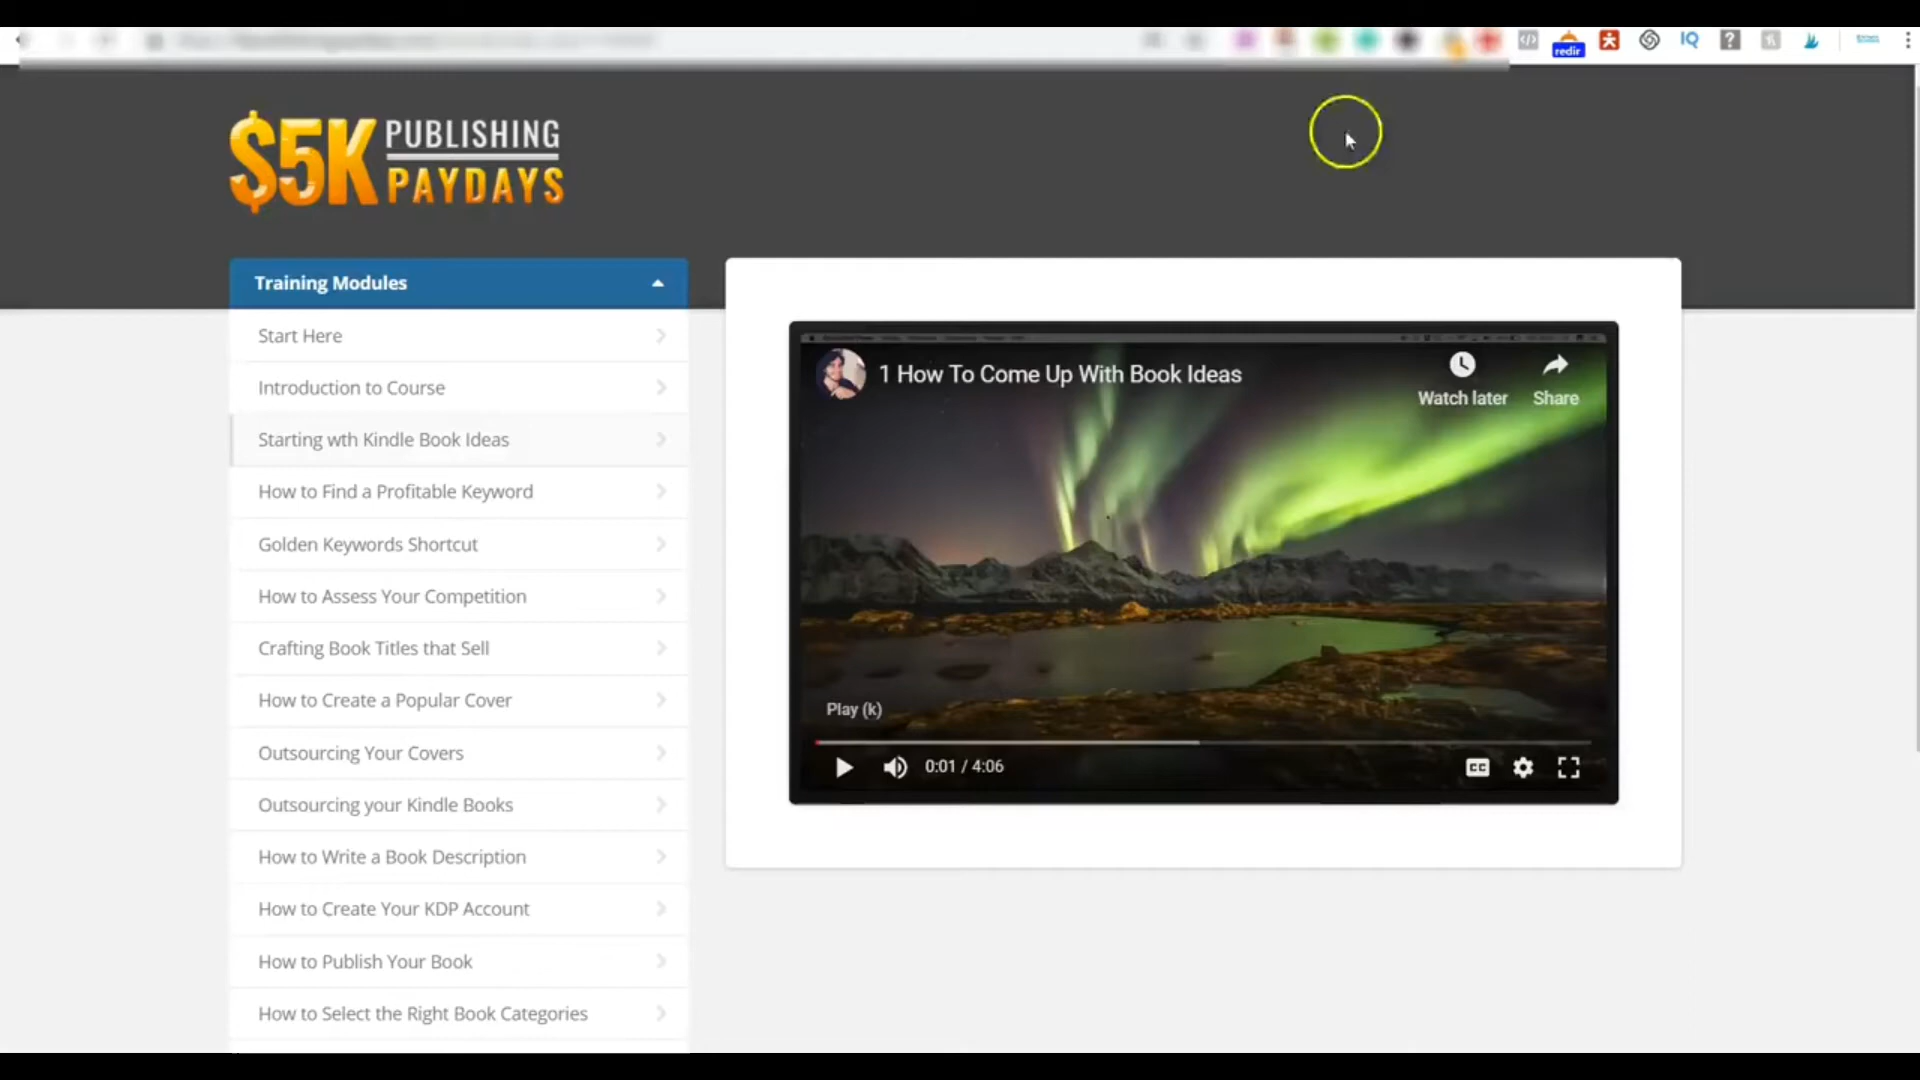 redir
IQ
?
$5K PUBLISHING
PAYDAYS
Training Modules
Start Here
Introduction to Course
Starting wth Kindle Book Ideas
How to Find a Profitable Keyword
Golden Keywords Shortcut
How to Assess Your Competition
Crafting Book Titles that Sell
How to Create a Popular Cover
Outsourcing Your Covers
Outsourcing your Kindle Books
How to Write a Book Description
How to Create Your KDP Account
How to Publish Your Book
How to Select the Right Book Categories
1 How To Come Up With Book Ideas
Watch later
Share
Play (k)
0:01 / 4:06
CC